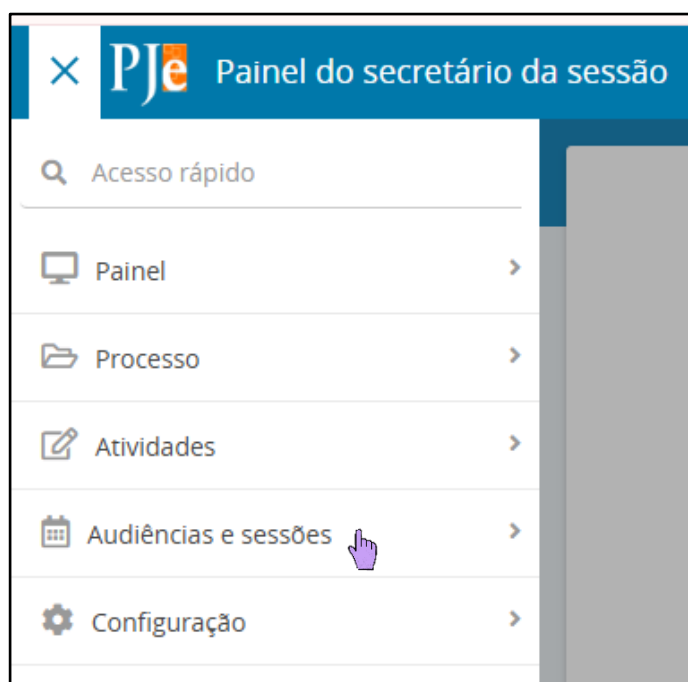 PJe Painel do secretário da sessão
Acesso rápido
Painel
Processo
Atividades
Audiências e sessões
Configuração